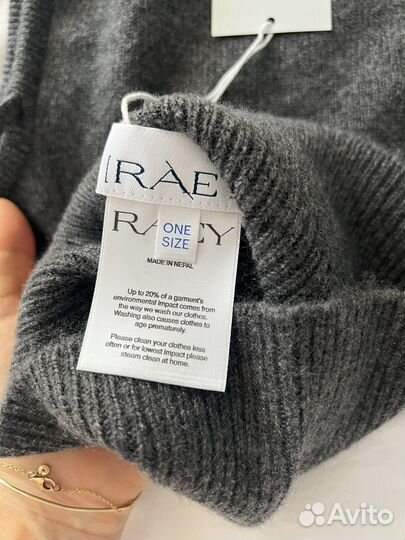 RAE
RA Y
ONE
SIZE
MADE IN NEPAL
Up to 20% of a garment's
environmental impact comes from
the way we wash our clothes.
Washing also causes clothes to
age prematurely.
Please clean your clothes less
often or for lowest impact please
steam clean at home.
Avito